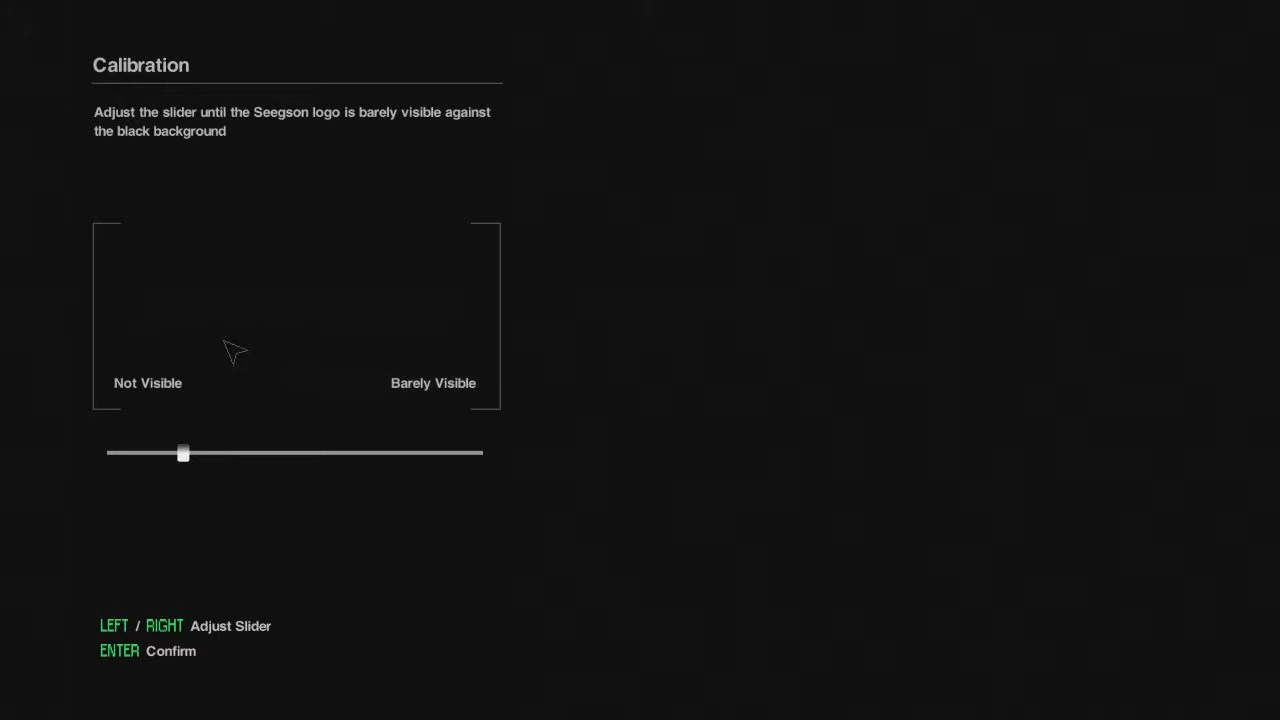 Calibration
Adjust the slider until the Seegson logo is barely visible against
the black background
Not Visible
Barely Visible
LEFT / RIGHT Adjust Slider
ENTER Confirm